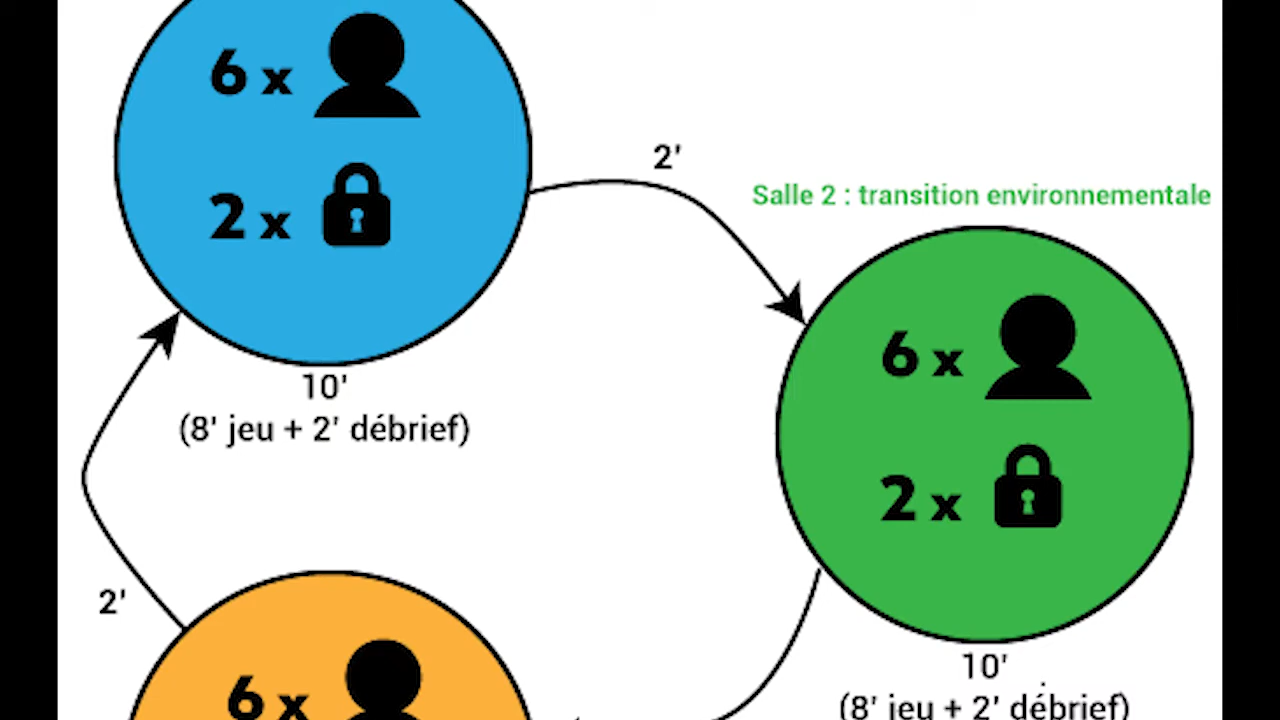 6 x
2 x
2'
Salle 2 : transition environnementale
6 x
2 x
10'
(8' jeu + 2' débrief)
2'
6 x
10'
(8' jeu + 2' débrief)